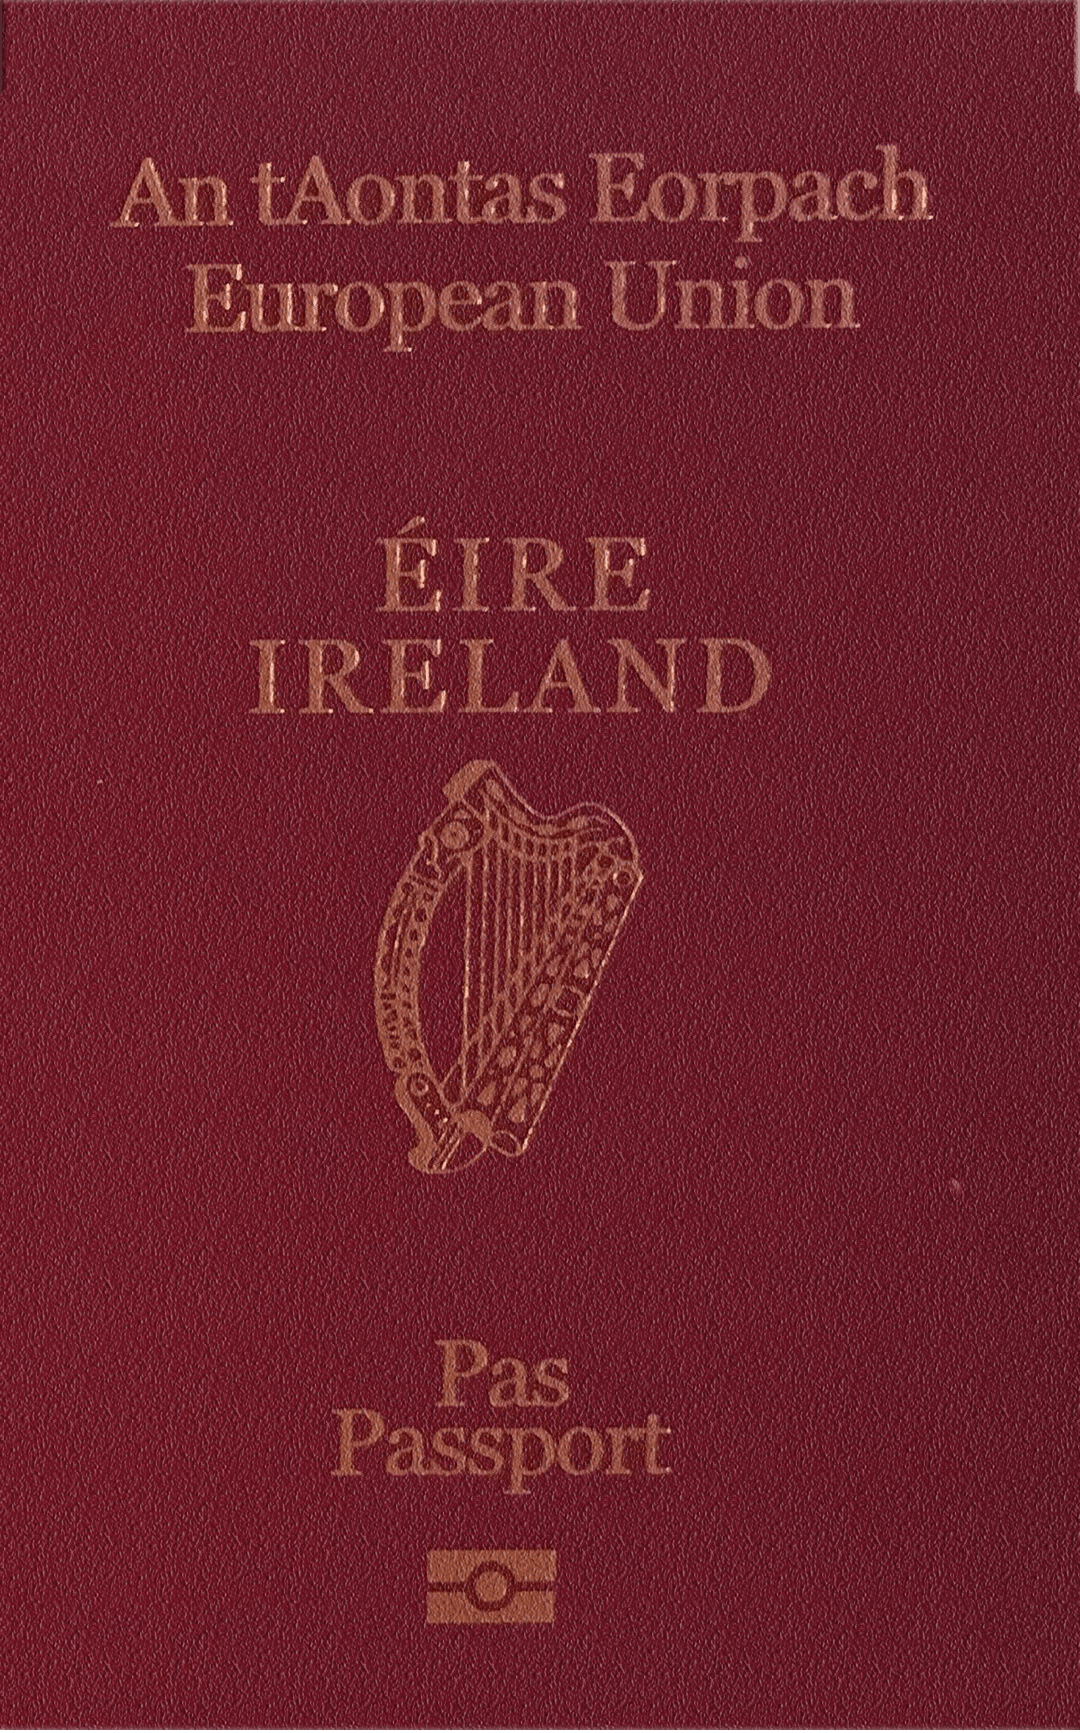 An tAontas Eorpach
European Union
ÉIRE
IRELAND
Pas
Passport